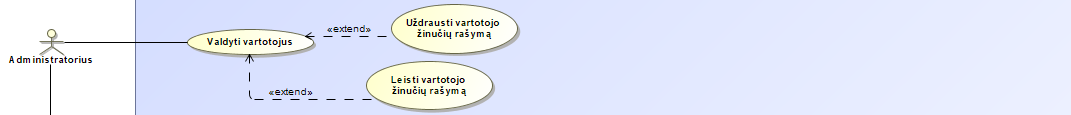 Administratorius
Valdyti vartotojus
«extend»
Uždrausti vartotojo
žinučių rašymą
«extend»
Leisti vartotojo
žinučių rašymą